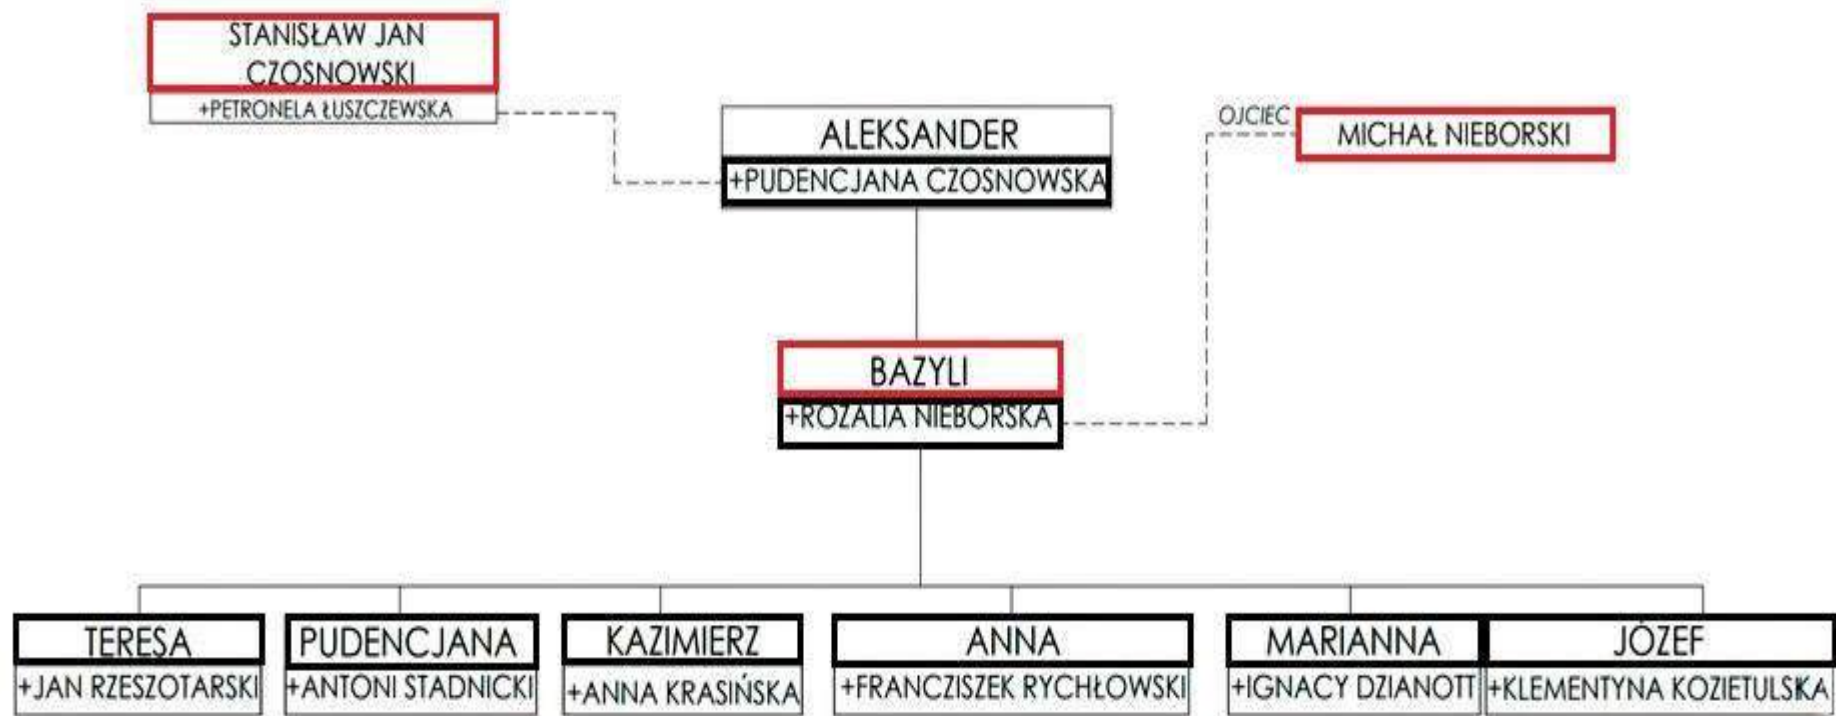 STANISŁAW JAN
CZOSNOWSKI
+PETRONELA ŁUSZCZEWSKA
ALEKSANDER
+PUDENCJANA CZOSNOWSKA
OJCIEC
MICHAŁ NIEBORSKI
BAZYLI
+ROZALIA NIEBORSKA
TERESA
+JAN RZESZOTARSKI
PUDENCJANA
+ANTONI STADNICKI
KAZIMIERZ
+ANNA KRASIŃSKA
ANNA
+FRANCZISZEK RYCHŁOWSKI
MARIANNA
+IGNACY DZIANOTT
JÓZEF
+KLEMENTYNA KOZIETULSKA